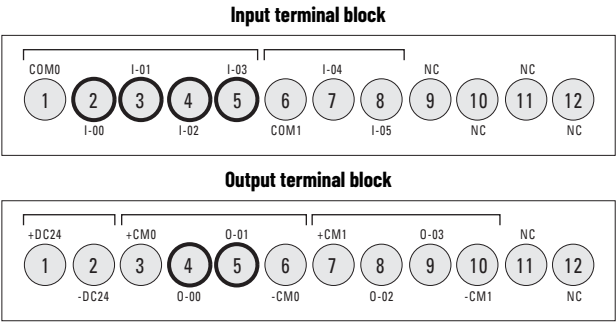 Input terminal block
COM0 I-01 I-03 I-04 NC NC
1 2 3 4 5 6 7 8 9 10 11 12
I-00 I-02 COM1 I-05 NC NC
Output terminal block
+DC24 +CM0 O-01 +CM1 O-03 NC
1 2 3 4 5 6 7 8 9 10 11 12
-DC24 O-00 -CM0 O-02 -CM1 NC